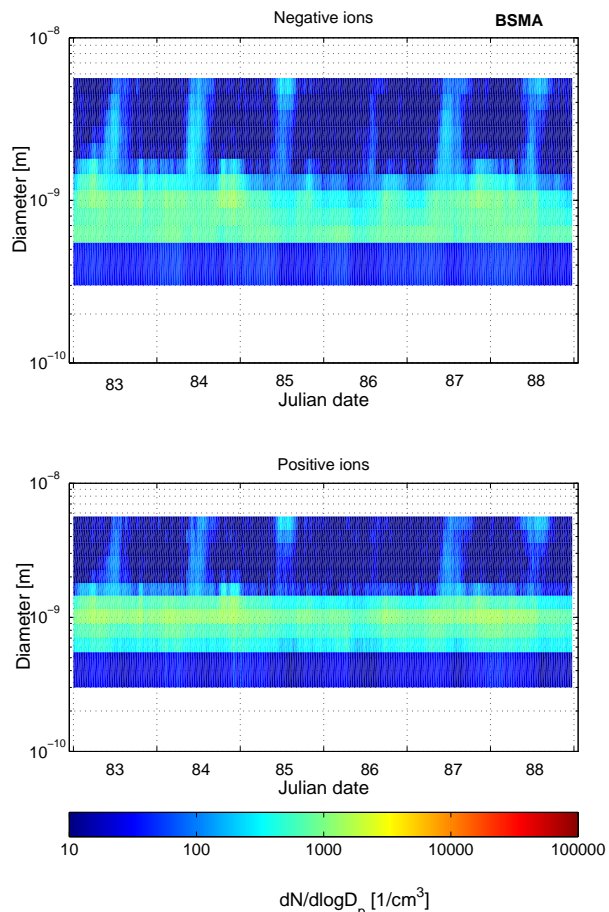 Negative ions BSMA
10⁻⁸
10⁻⁹
10⁻¹⁰
Diameter [m]
83 84 85 86 87 88
Julian date
Positive ions
10⁻⁸
10⁻⁹
10⁻¹⁰
Diameter [m]
83 84 85 86 87 88
Julian date
10 100 1000 10000 100000
dN/dlogDₚ [1/cm³]